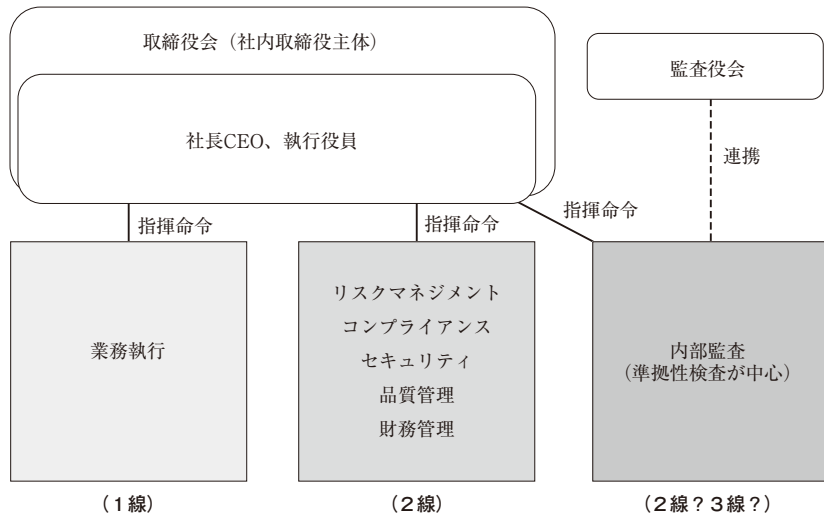 取締役会（社内取締役主体）
監査役会
社長CEO、執行役員
連携
指揮命令
指揮命令
指揮命令
業務執行
リスクマネジメント
コンプライアンス
セキュリティ
品質管理
財務管理
内部監査
（準拠性検査が中心）
（１線）
（２線）
（２線？３線？）